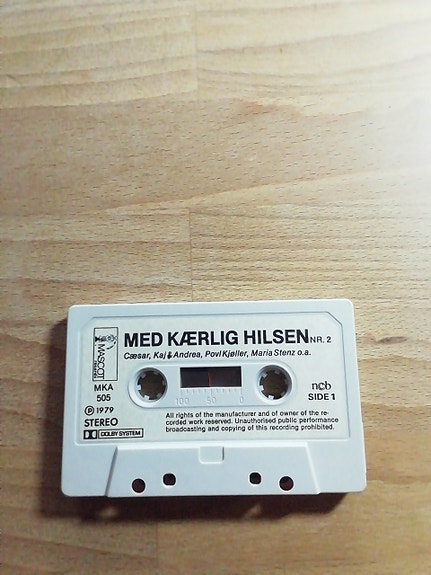 MED KÆRLIG HILSEN NR. 2
Cæsar, Kaj & Andrea, Povl Kjøller, Maria Stenz o.a.
MASCOT
MKA
505
℗ 1979
STEREO
DOLBY SYSTEM
100 50 0
ncb
SIDE 1
All rights of the manufacturer and of owner of the re-
corded work reserved. Unauthorised public performance
broadcasting and copying of this recording prohibited.